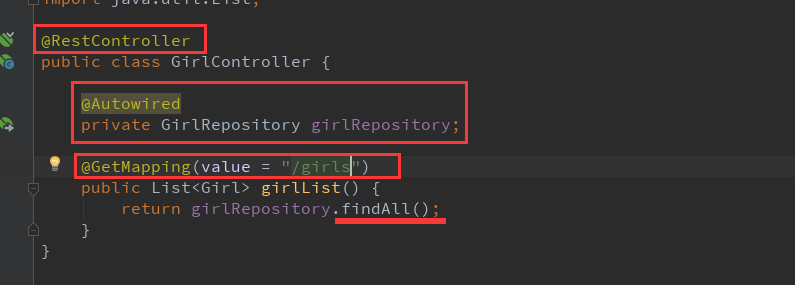 import java.util.List;
@RestController
public class GirlController {
@Autowired
private GirlRepository girlRepository;
@GetMapping(value = "/girls")
public List<Girl> girlList() {
return girlRepository.findAll();
}
}